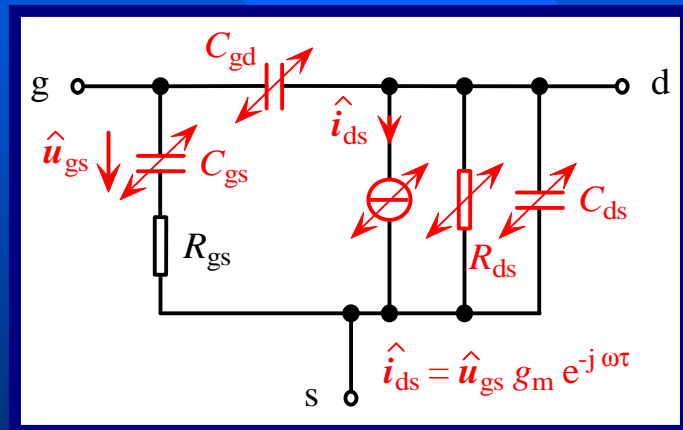 C_gd
g
d
î_ds
û_gs
C_gs
C_ds
R_gs
R_ds
î_ds = û_gs g_m e^-j ωτ
s